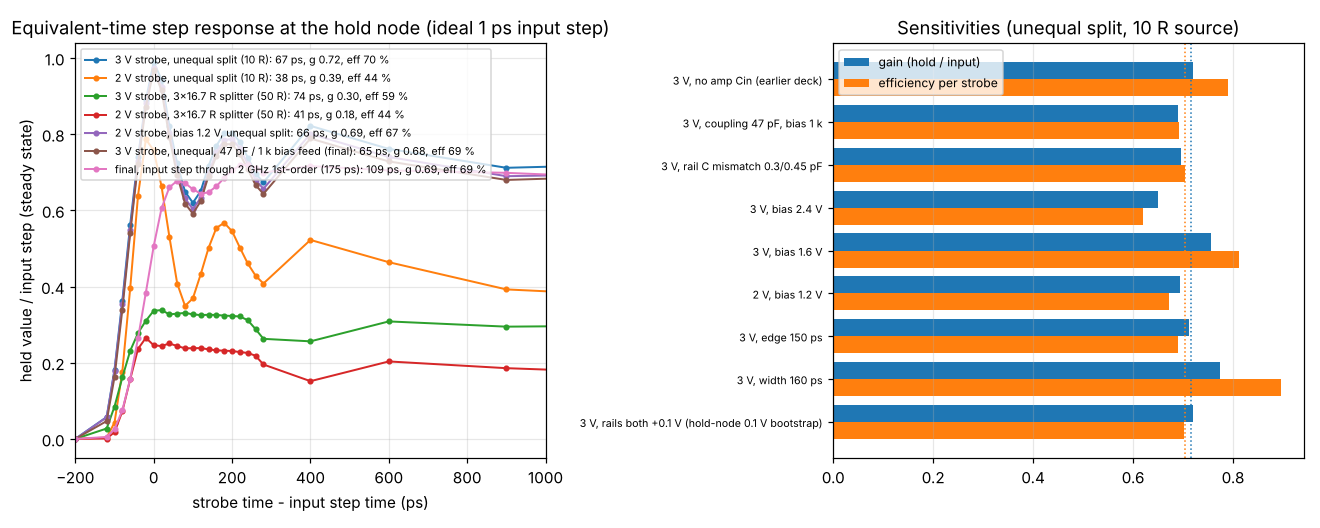 Equivalent-time step response at the hold node (ideal 1 ps input step)
3 V strobe, unequal split (10 R): 67 ps, g 0.72, eff 70 %
2 V strobe, unequal split (10 R): 38 ps, g 0.39, eff 44 %
3 V strobe, 3×16.7 R splitter (50 R): 74 ps, g 0.30, eff 59 %
2 V strobe, 3×16.7 R splitter (50 R): 41 ps, g 0.18, eff 44 %
2 V strobe, bias 1.2 V, unequal split: 66 ps, g 0.69, eff 67 %
3 V strobe, unequal, 47 pF / 1 k bias feed (final): 65 ps, g 0.68, eff 69 %
final, input step through 2 GHz 1st-order (175 ps): 109 ps, g 0.69, eff 69 %
held value / input step (steady state)
1.0
0.8
0.6
0.4
0.2
0.0
−200
0
200
400
600
800
1000
strobe time - input step time (ps)
Sensitivities (unequal split, 10 R source)
gain (hold / input)
efficiency per strobe
3 V, no amp Cin (earlier deck)
3 V, coupling 47 pF, bias 1 k
3 V, rail C mismatch 0.3/0.45 pF
3 V, bias 2.4 V
3 V, bias 1.6 V
2 V, bias 1.2 V
3 V, edge 150 ps
3 V, width 160 ps
3 V, rails both +0.1 V (hold-node 0.1 V bootstrap)
0.0
0.2
0.4
0.6
0.8